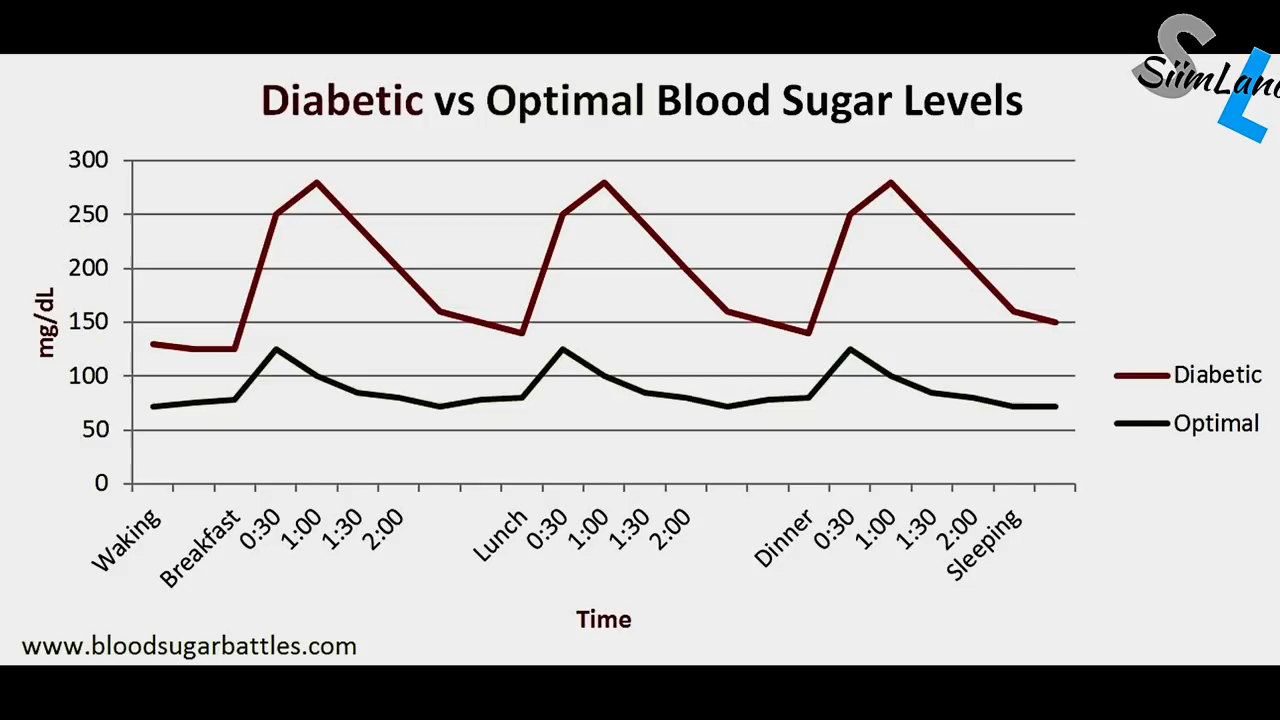 SiimLand
Diabetic vs Optimal Blood Sugar Levels
300
250
200
150
100
50
0
mg/dL
Diabetic
Optimal
Waking
Breakfast
0:30
1:00
1:30
2:00
Lunch
0:30
1:00
1:30
2:00
Dinner
0:30
1:00
1:30
2:00
Sleeping
Time
www.bloodsugarbattles.com